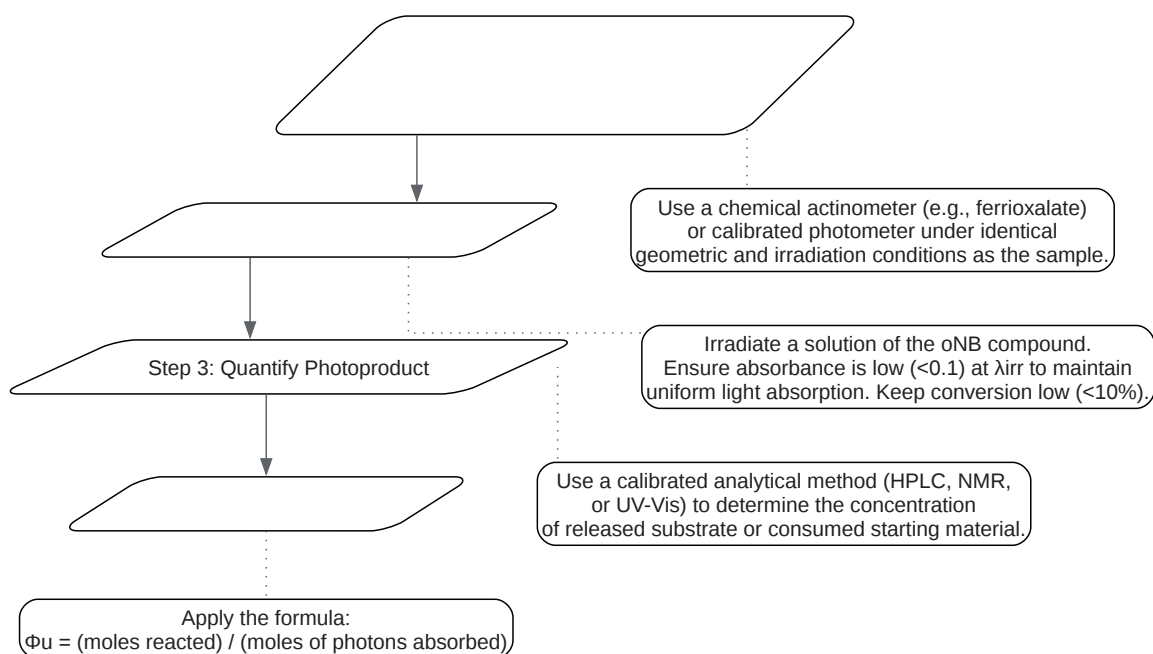 Use a chemical actinometer (e.g., ferrioxalate)
or calibrated photometer under identical
geometric and irradiation conditions as the sample.
Irradiate a solution of the oNB compound.
Ensure absorbance is low (<0.1) at λirr to maintain
uniform light absorption. Keep conversion low (<10%).
Step 3: Quantify Photoproduct
Use a calibrated analytical method (HPLC, NMR,
or UV-Vis) to determine the concentration
of released substrate or consumed starting material.
Apply the formula:
Φu = (moles reacted) / (moles of photons absorbed)